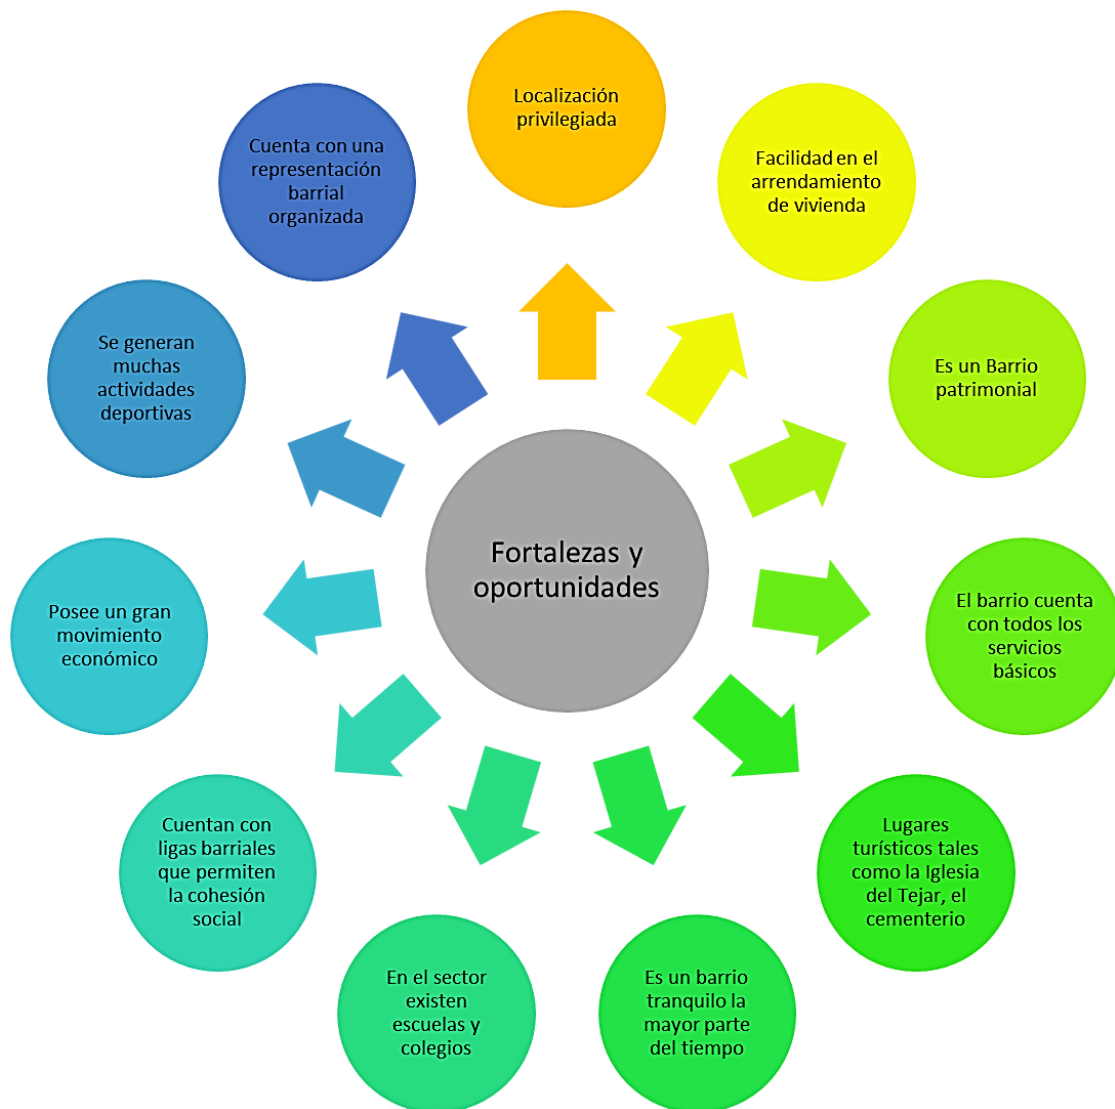 Localización
privilegiada
Facilidad en el
arrendamiento
de vivienda
Es un Barrio
patrimonial
El barrio cuenta
con todos los
servicios
básicos
Lugares
turísticos tales
como la Iglesia
del Tejar, el
cementerio
Es un barrio
tranquilo la
mayor parte
del tiempo
En el sector
existen
escuelas y
colegios
Cuentan con
ligas barriales
que permiten
la cohesión
social
Posee un gran
movimiento
económico
Se generan
muchas
actividades
deportivas
Cuenta con una
representación
barrial
organizada
Fortalezas y
oportunidades